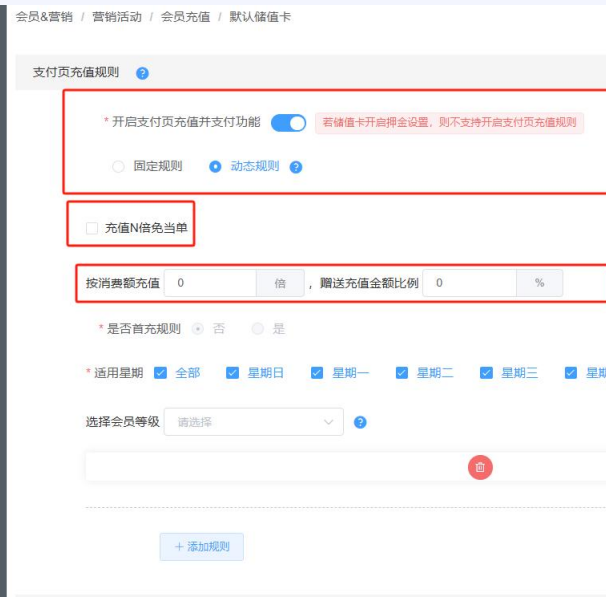 会员&营销 / 营销活动 / 会员充值 / 默认储值卡
支付页充值规则 ?
* 开启支付页充值并支付功能 若储值卡开启押金设置，则不支持开启支付页充值规则
固定规则 动态规则 ?
充值N倍免当单
按消费额充值 0 倍 ，赠送充值金额比例 0 %
* 是否首充规则 否 是
* 适用星期 全部 星期日 星期一 星期二 星期三 星期
选择会员等级 请选择 ?
+ 添加规则